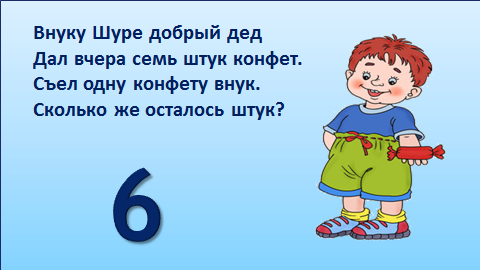 Внуку Шуре добрый дед
Дал вчера семь штук конфет.
Съел одну конфету внук.
Сколько же осталось штук?
6